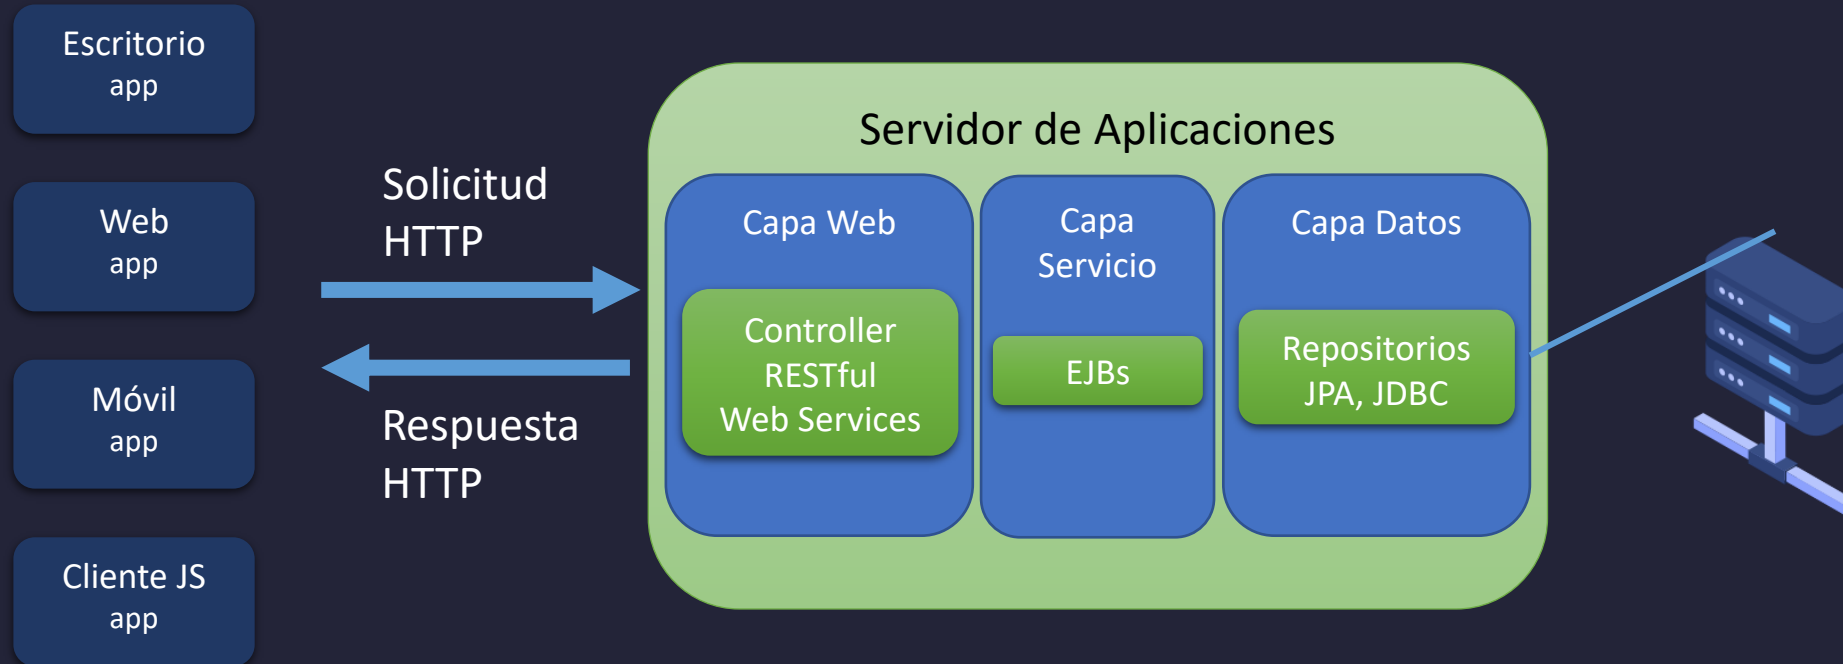 Escritorio
app
Web
app
Móvil
app
Cliente JS
app
Solicitud
HTTP
Respuesta
HTTP
Servidor de Aplicaciones
Capa Web
Controller
RESTful
Web Services
Capa
Servicio
EJBs
Capa Datos
Repositorios
JPA, JDBC